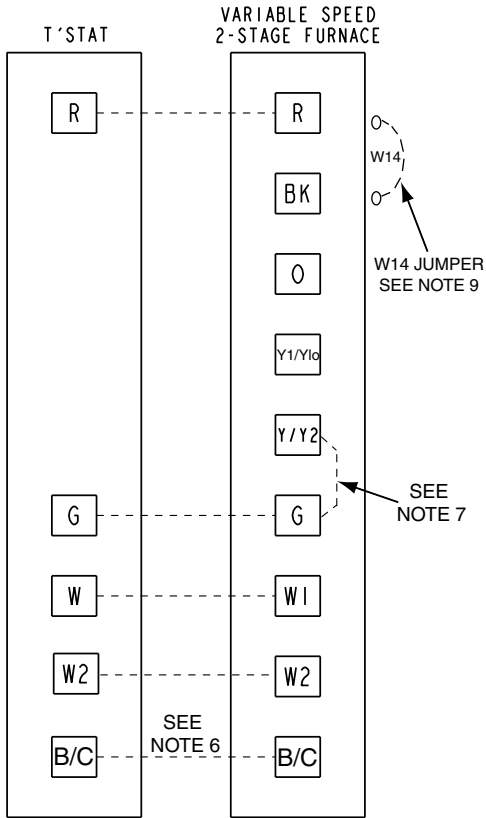 T'STAT
VARIABLE SPEED
2-STAGE FURNACE
R
R
W14
BK
W14 JUMPER
SEE NOTE 9
O
Y1/Ylo
Y/Y2
SEE
NOTE 7
G
G
W
W1
W2
W2
SEE
NOTE 6
B/C
B/C